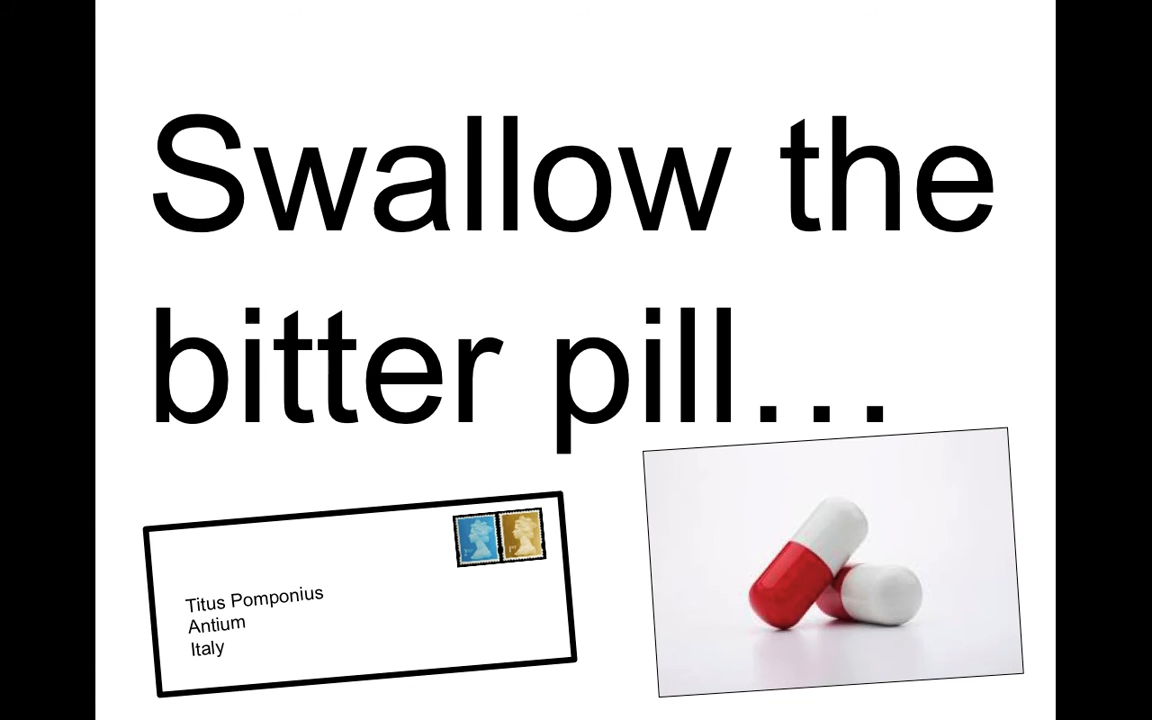 Swallow the
bitter pill…
Titus Pomponius
Antium
Italy